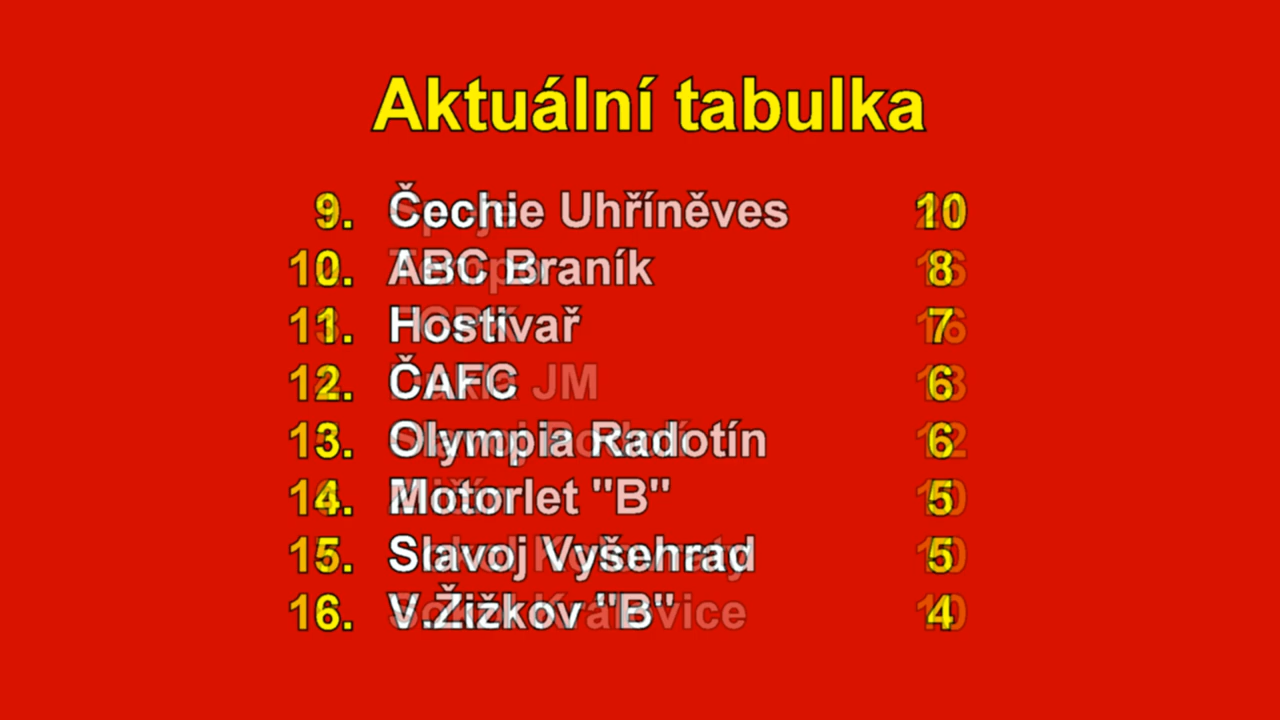 Aktuální tabulka
9. Čechie Uhříněves 10
10. ABC Braník 8
11. Hostivař 7
12. ČAFC 6
13. Olympia Radotín 6
14. Motorlet "B" 5
15. Slavoj Vyšehrad 5
16. V.Žižkov "B" 4